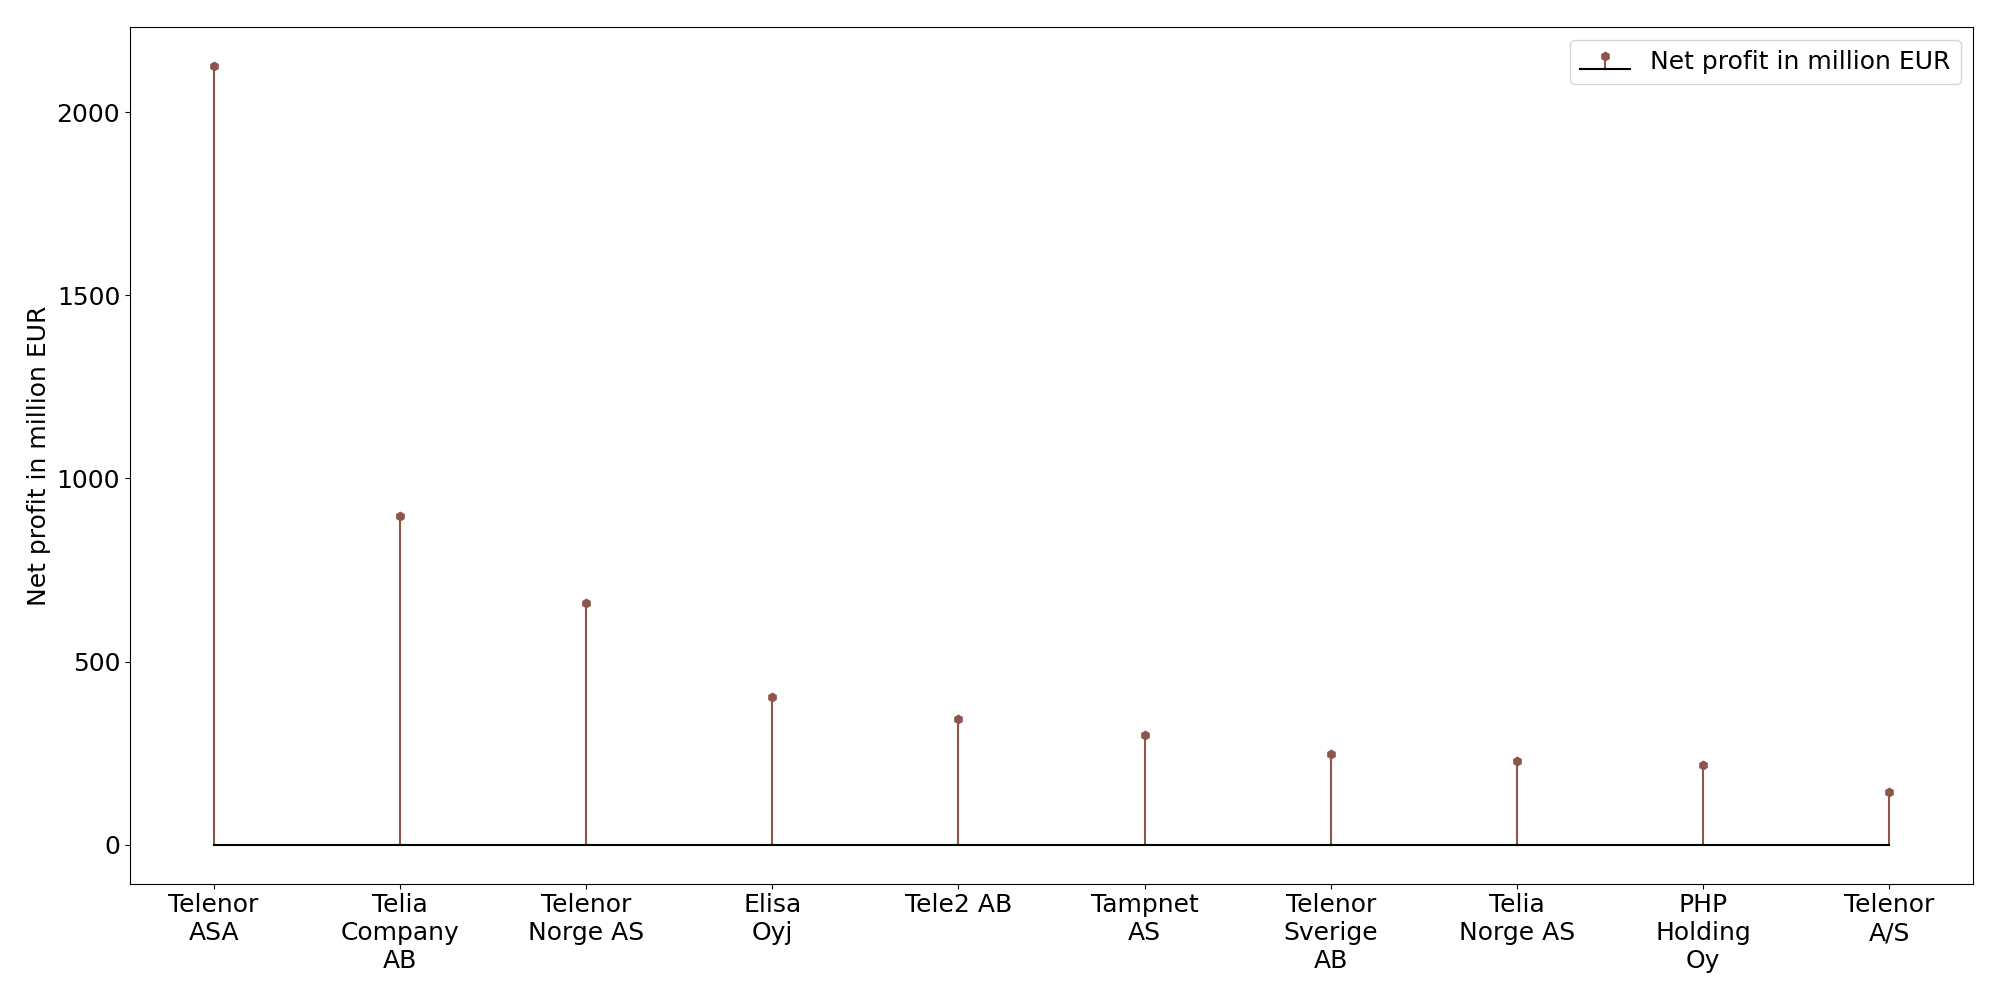 Net profit in million EUR
Net profit in million EUR
2000
1500
1000
500
0
Telenor
ASA
Telia
Company
AB
Telenor
Norge AS
Elisa
Oyj
Tele2 AB
Tampnet
AS
Telenor
Sverige
AB
Telia
Norge AS
PHP
Holding
Oy
Telenor
A/S